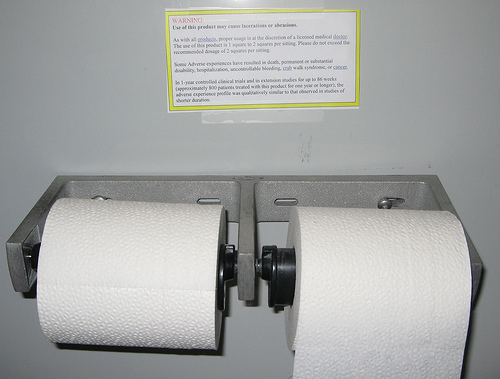 WARNING:
Use of this product may cause lacerations or abrasions.
As with all products, proper usage is at the discretion of a licensed medical doctor.
The use of this product is 1 square to 2 squares per sitting. Please do not exceed the
recommended dosage of 2 squares per sitting.
Some Adverse experiences have resulted in death, permanent or substantial
disability, hospitalization, uncontrollable bleeding, crab walk syndrome, or cancer.
In 1-year controlled clinical trials and in extension studies for up to 86 weeks
(approximately 800 patients treated with this product for one year or longer), the
adverse experience profile was qualitatively similar to that observed in studies of
shorter duration.